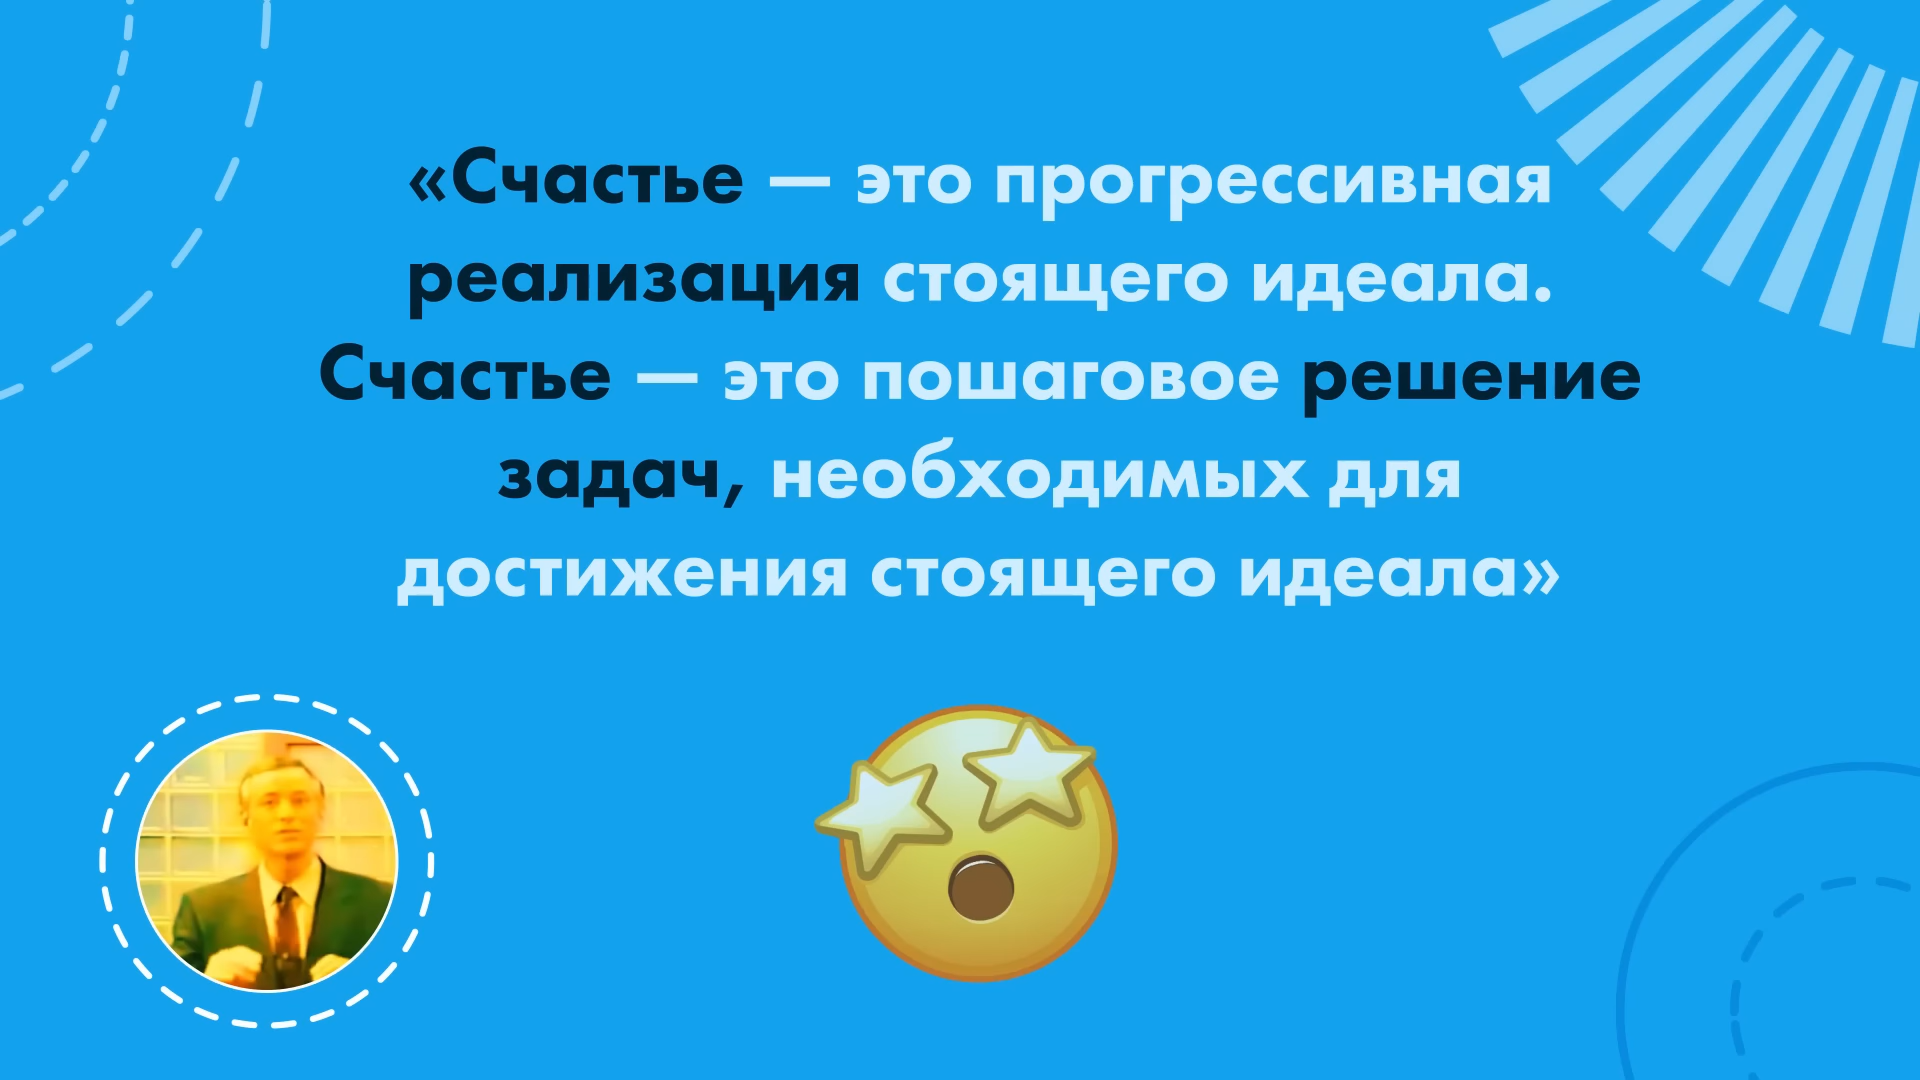 «Счастье — это прогрессивная
реализация стоящего идеала.
Счастье — это пошаговое решение
задач, необходимых для
достижения стоящего идеала»